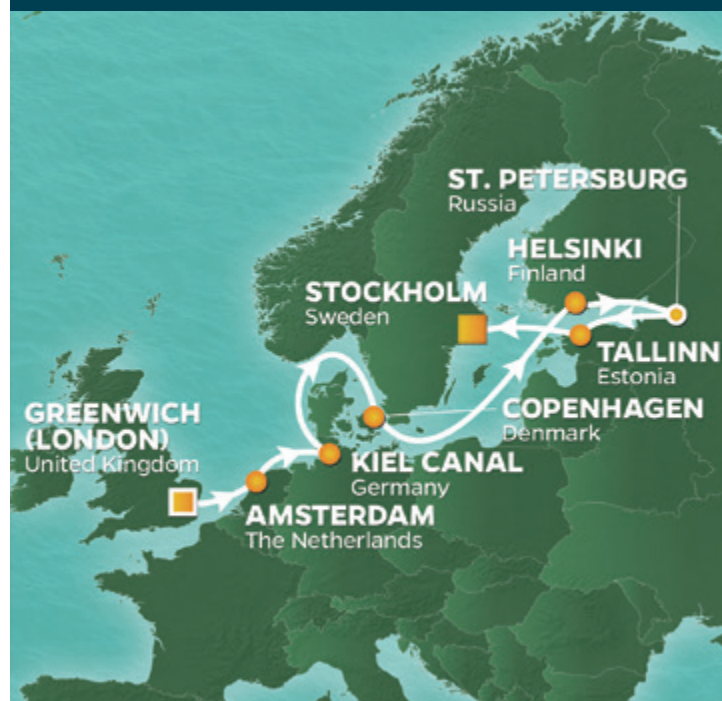 ST. PETERSBURG
Russia
HELSINKI
Finland
STOCKHOLM
Sweden
TALLINN
Estonia
COPENHAGEN
Denmark
GREENWICH
(LONDON)
United Kingdom
KIEL CANAL
Germany
AMSTERDAM
The Netherlands